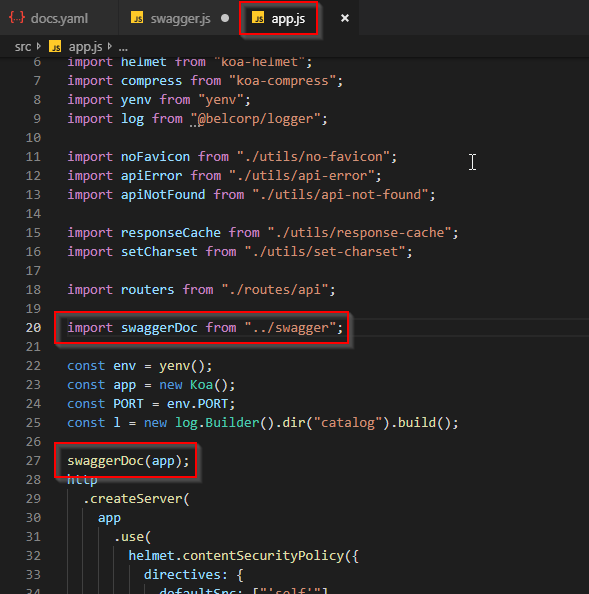 docs.yaml swagger.js app.js
src app.js ...
6 import helmet from "koa-helmet";
7 import compress from "koa-compress";
8 import yenv from "yenv";
9 import log from "@belcorp/logger";
10
11 import noFavicon from "./utils/no-favicon";
12 import apiError from "./utils/api-error";
13 import apiNotFound from "./utils/api-not-found";
14
15 import responseCache from "./utils/response-cache";
16 import setCharset from "./utils/set-charset";
17
18 import routers from "./routes/api";
19
20 import swaggerDoc from "../swagger";
21
22 const env = yenv();
23 const app = new Koa();
24 const PORT = env.PORT;
25 const l = new log.Builder().dir("catalog").build();
26
27 swaggerDoc(app);
28 http
29 .createServer(
30 app
31 .use(
32 helmet.contentSecurityPolicy({
33 directives: {
34 defaultSrc: ["'self'"]